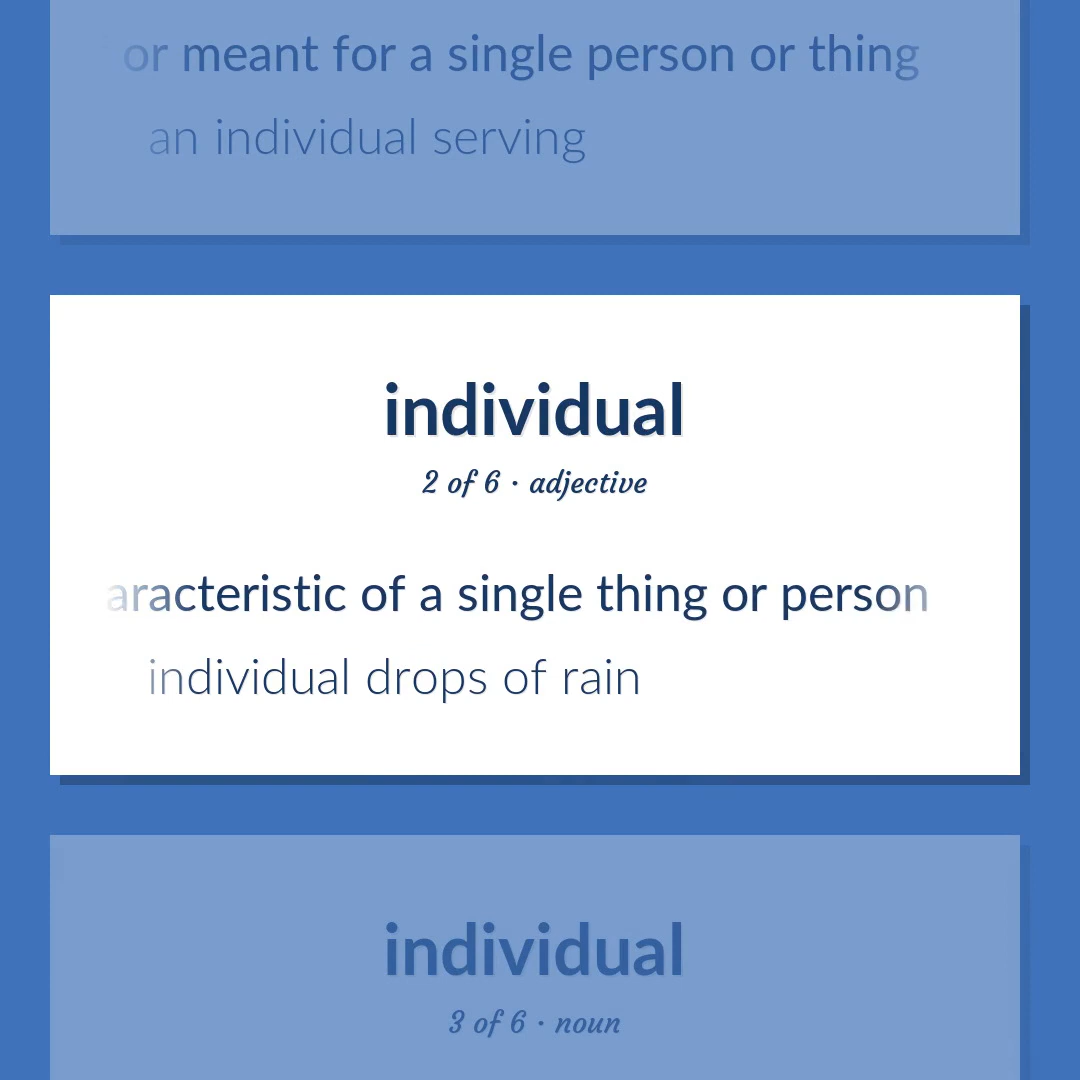 or meant for a single person or thing
an individual serving
individual
2 of 6 · adjective
aracteristic of a single thing or person
individual drops of rain
individual
3 of 6 · noun